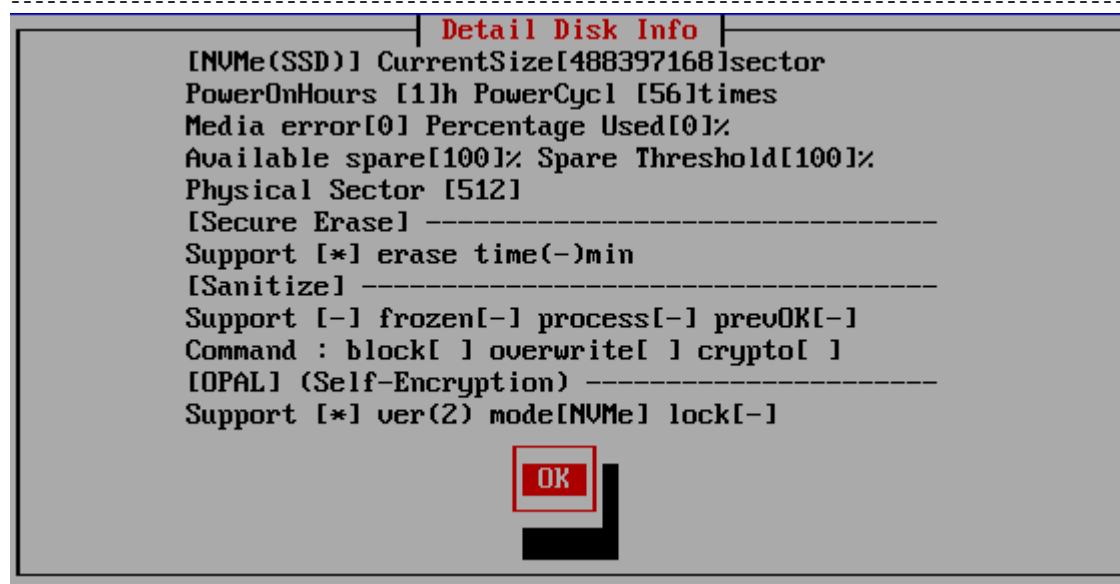 Detail Disk Info
[NVMe(SSD)] CurrentSize[488397168]sector
PowerOnHours [1]h PowerCycl [56]times
Media error[0] Percentage Used[0]%
Available spare[100]% Spare Threshold[100]%
Physical Sector [512]
[Secure Erase] --------------------------------
Support [*] erase time(-)min
[Sanitize] ------------------------------------
Support [-] frozen[-] process[-] prevOK[-]
Command : block[ ] overwrite[ ] crypto[ ]
[OPAL] (Self-Encryption) ----------------------
Support [*] ver(2) mode[NVMe] lock[-]
OK